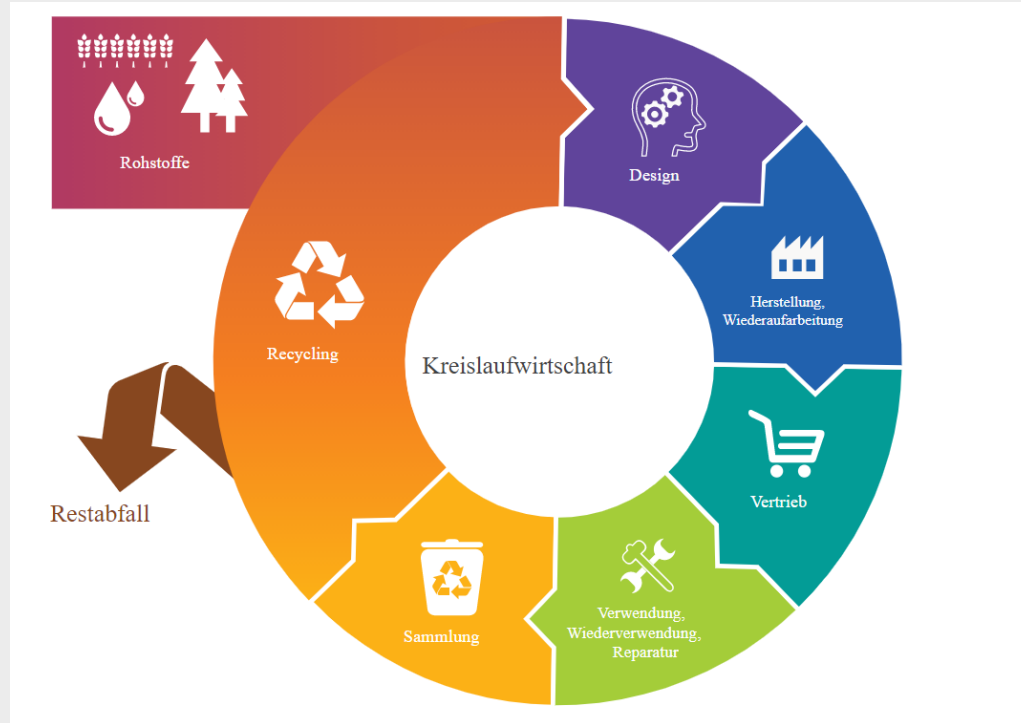 Rohstoffe
Design
Herstellung,
Wiederaufarbeitung
Recycling
Kreislaufwirtschaft
Vertrieb
Restabfall
Verwendung,
Wiederverwendung,
Reparatur
Sammlung